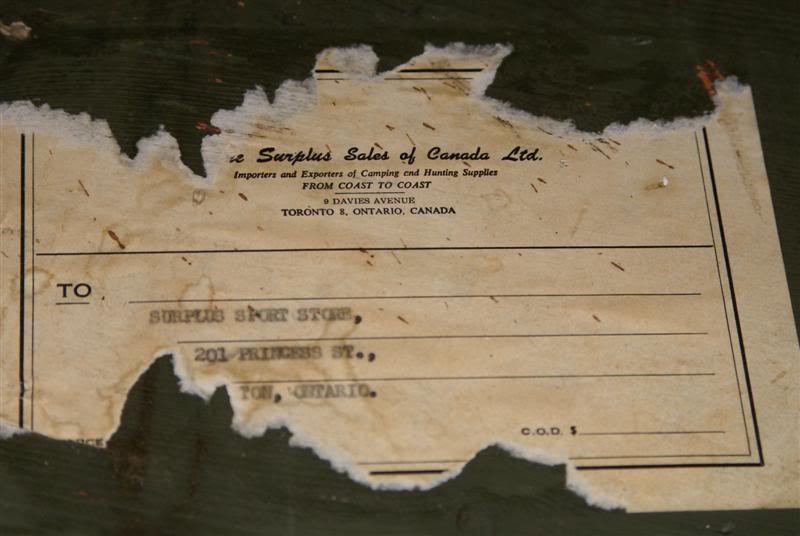 e Surplus Sales of Canada Ltd.
Importers and Exporters of Camping and Hunting Supplies
FROM COAST TO COAST
9 DAVIES AVENUE
TORONTO 8, ONTARIO, CANADA
TO
SURPLUS SPORT STORE,
201 PRINCESS ST.,
TON, ONTARIO.
C.O.D. $